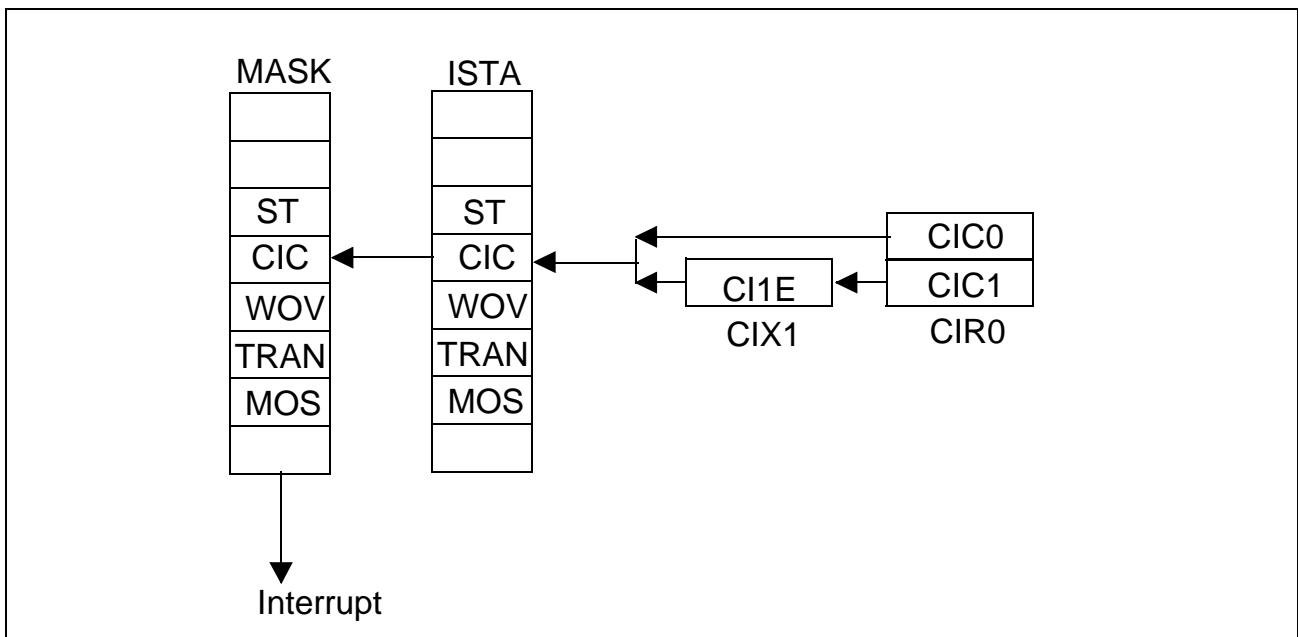 MASK
ISTA
ST
CIC
WOV
TRAN
MOS
ST
CIC
WOV
TRAN
MOS
CI1E
CIX1
CIC0
CIC1
CIR0
Interrupt